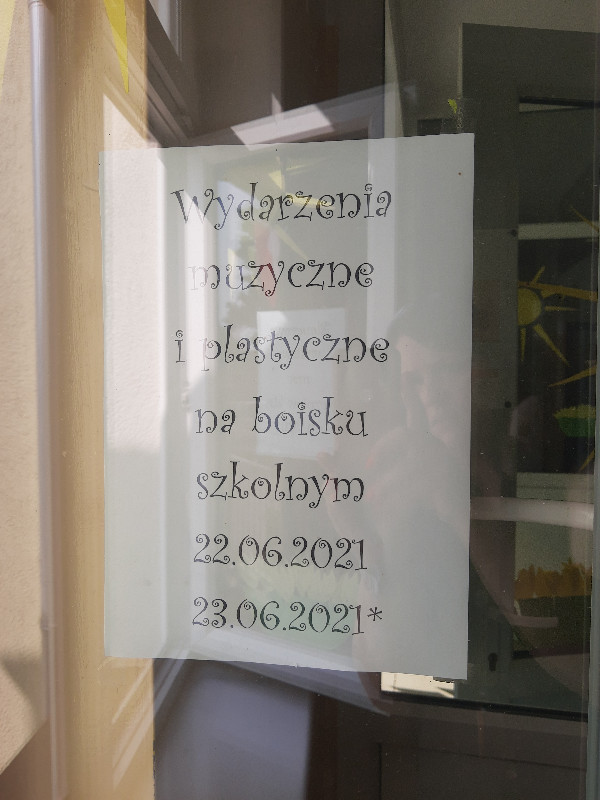 Wydarzenia
muzyczne
i plastyczne
na boisku
szkolnym
22.06.2021
23.06.2021*